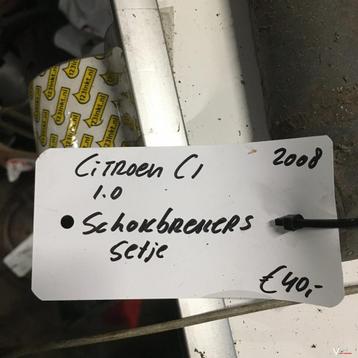 CITROEN C1 2008
1.0
SCHOKBREKERS
Setje
€40,-